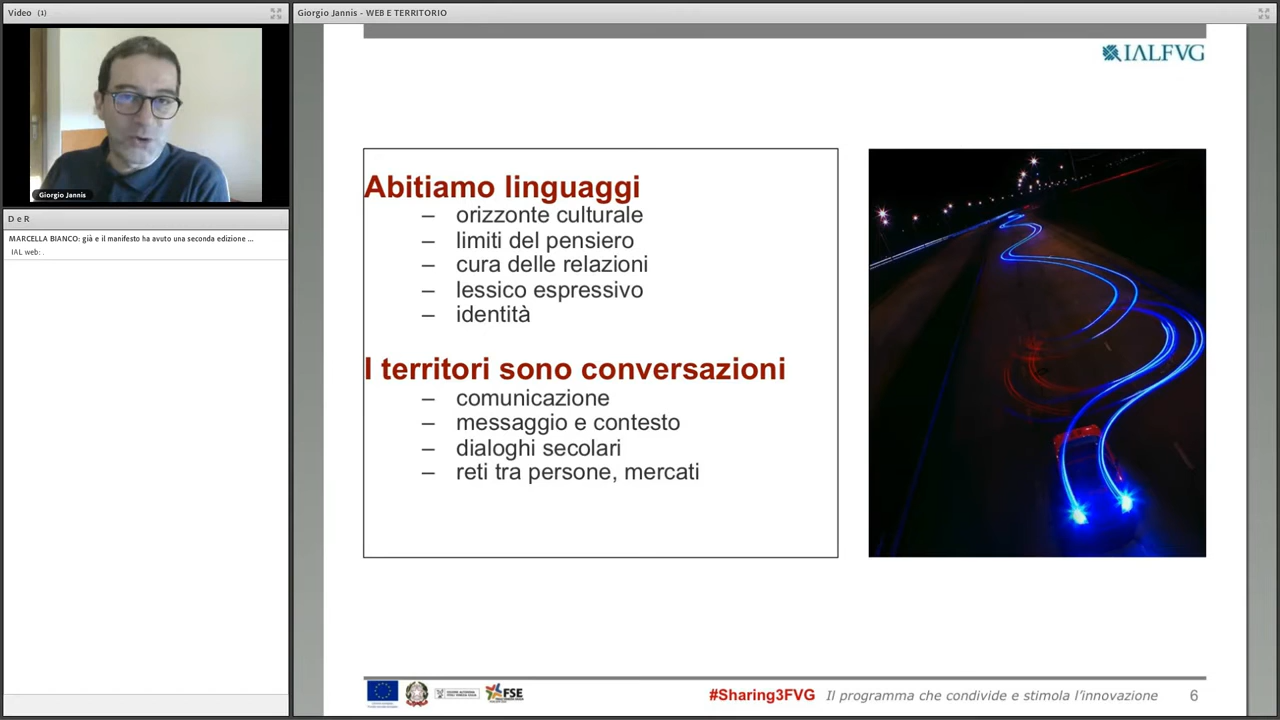 Video (1)
Giorgio Jannis - WEB E TERRITORIO
IALFVG
Giorgio Jannis
D e R
MARCELLA BIANCO: già e il manifesto ha avuto una seconda edizione ...
IAL web: .
Abitiamo linguaggi
– orizzonte culturale
– limiti del pensiero
– cura delle relazioni
– lessico espressivo
– identità
I territori sono conversazioni
– comunicazione
– messaggio e contesto
– dialoghi secolari
– reti tra persone, mercati
FSE
#Sharing3FVG Il programma che condivide e stimola l'innovazione 6